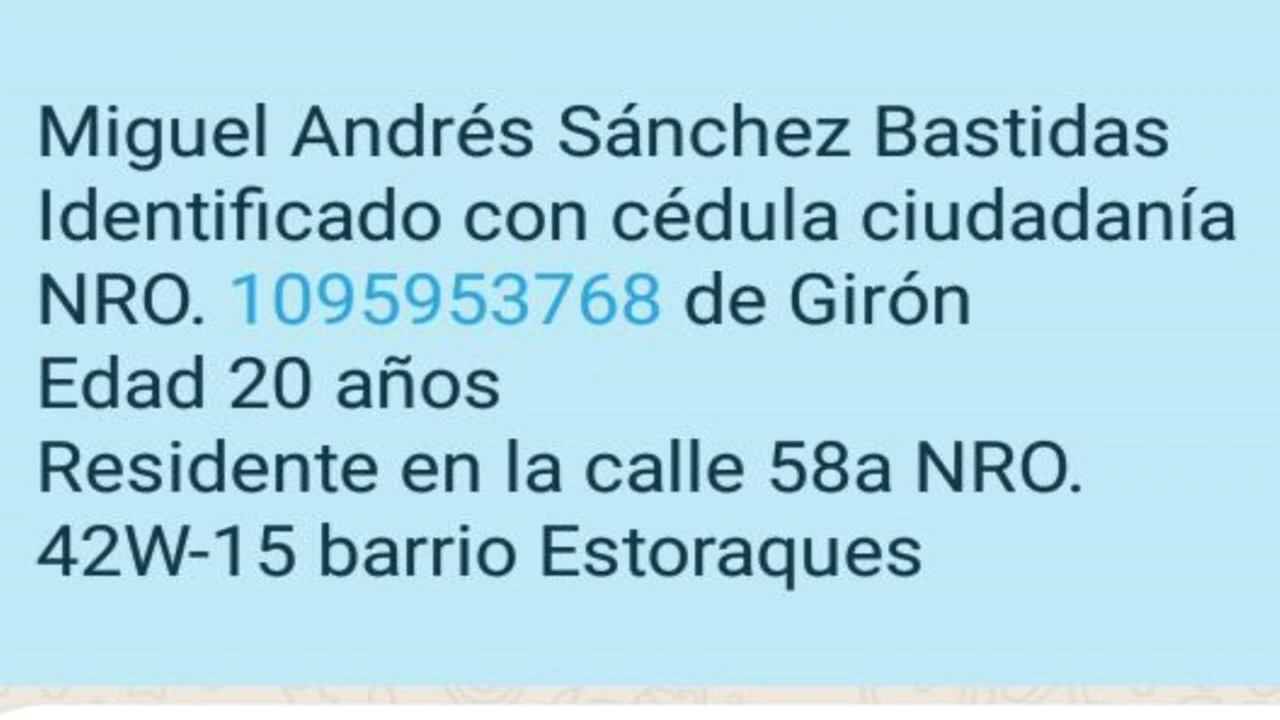 Miguel Andrés Sánchez Bastidas
Identificado con cédula ciudadanía
NRO. 1095953768 de Girón
Edad 20 años
Residente en la calle 58a NRO.
42W-15 barrio Estoraques